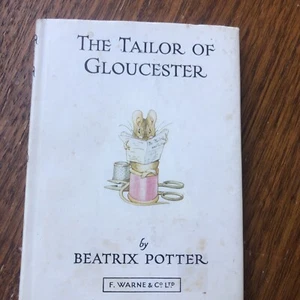 THE TAILOR OF
GLOUCESTER
by
BEATRIX POTTER
F. WARNE & Cº LTD